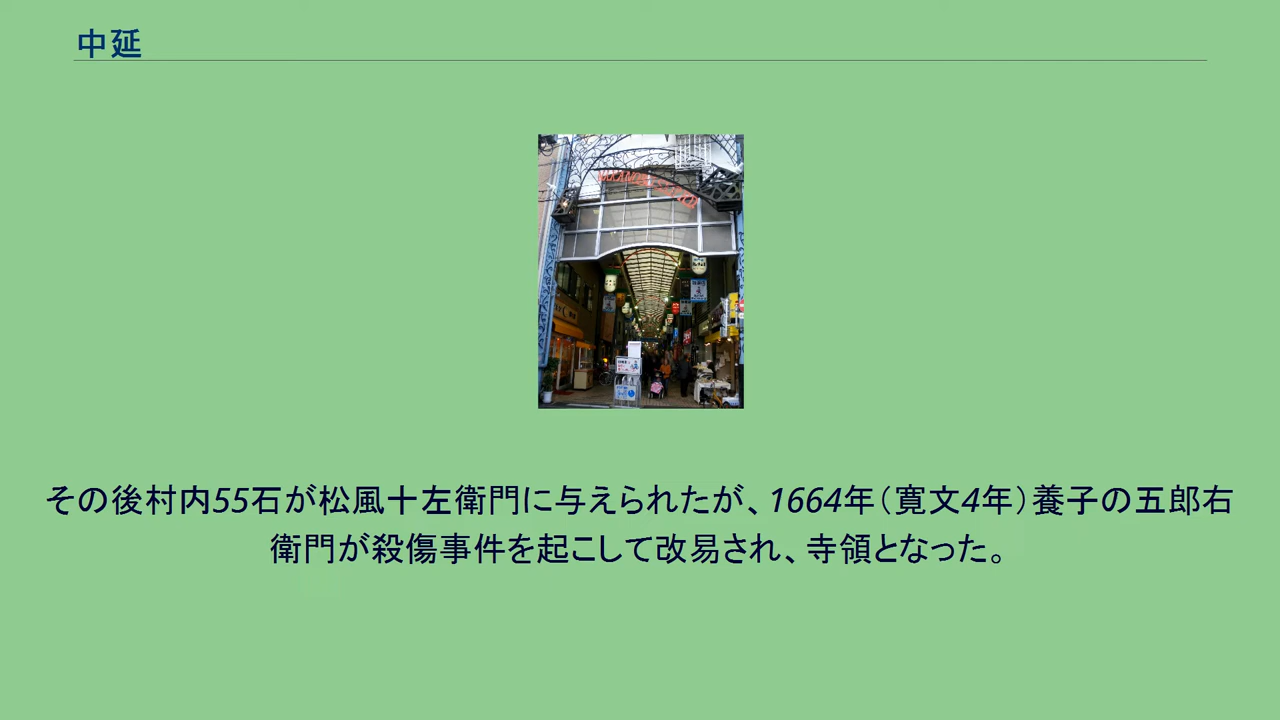 中延
その後村内55石が松風十左衛門に与えられたが、1664年（寛文4年）養子の五郎右
衛門が殺傷事件を起こして改易され、寺領となった。